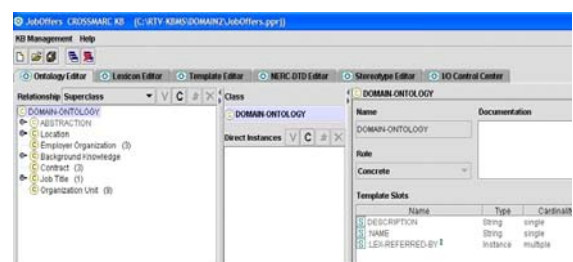 JobOffers CROSSMARC KB (C:\RTV-KBMS\DOMAIN2\JobOffers.pprj)
KB Management Help
Ontology Editor Lexicon Editor Template Editor NERC-DTD Editor Stereotype Editor I/O Control Center
Relationship Superclass V C X
DOMAIN-ONTOLOGY
ABSTRACTION
Location
Employer Organization (3)
Background Knowledge
Contract (3)
Job Title (1)
Organization Unit (8)
Class
DOMAIN-ONTOLOGY
Direct Instances V C X
DOMAIN-ONTOLOGY
Name Documentation
DOMAIN-ONTOLOGY
Role
Concrete
Template Slots
Name Type Cardinality
S DESCRIPTION String single
S NAME String single
S LEX-REFERRED-BY Instance multiple